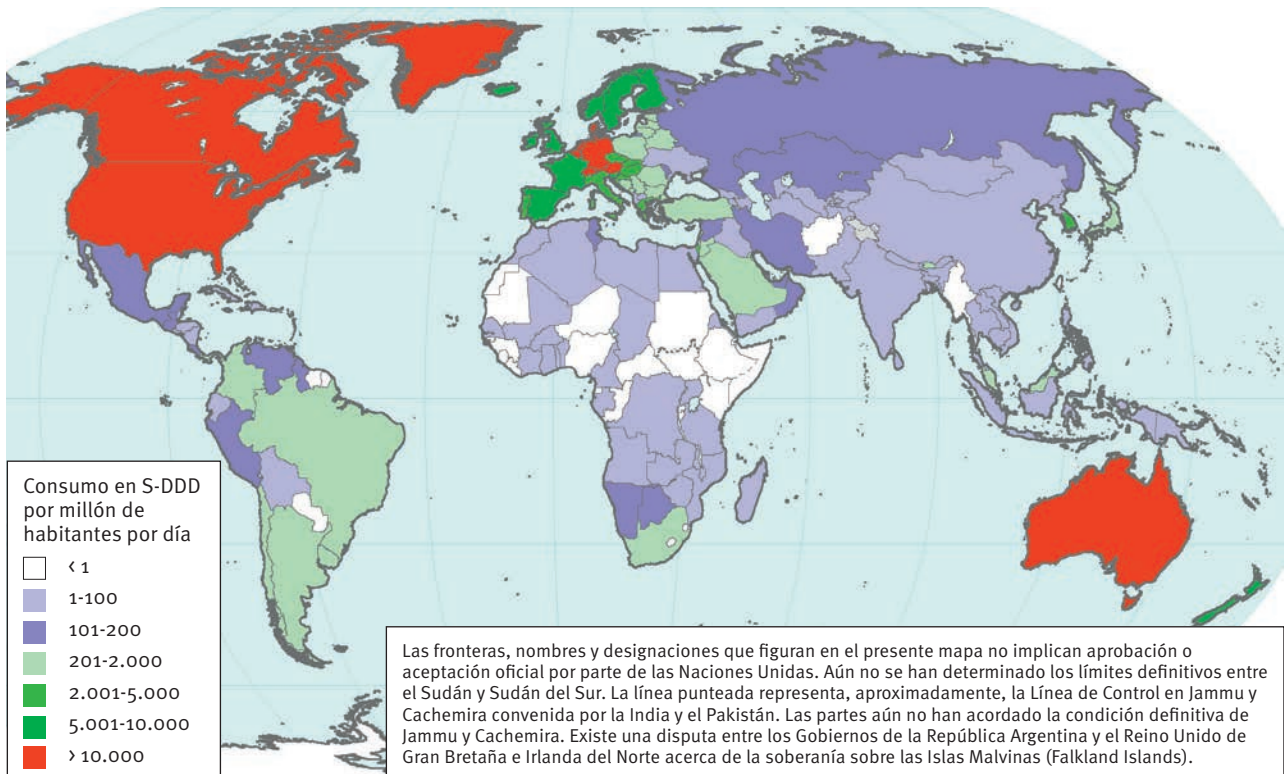 Consumo en S-DDD
por millón de
habitantes por día
‹ 1
1-100
101-200
201-2.000
2.001-5.000
5.001-10.000
› 10.000
Las fronteras, nombres y designaciones que figuran en el presente mapa no implican aprobación o
aceptación oficial por parte de las Naciones Unidas. Aún no se han determinado los límites definitivos entre
el Sudán y Sudán del Sur. La línea punteada representa, aproximadamente, la Línea de Control en Jammu y
Cachemira convenida por la India y el Pakistán. Las partes aún no han acordado la condición definitiva de
Jammu y Cachemira. Existe una disputa entre los Gobiernos de la República Argentina y el Reino Unido de
Gran Bretaña e Irlanda del Norte acerca de la soberanía sobre las Islas Malvinas (Falkland Islands).